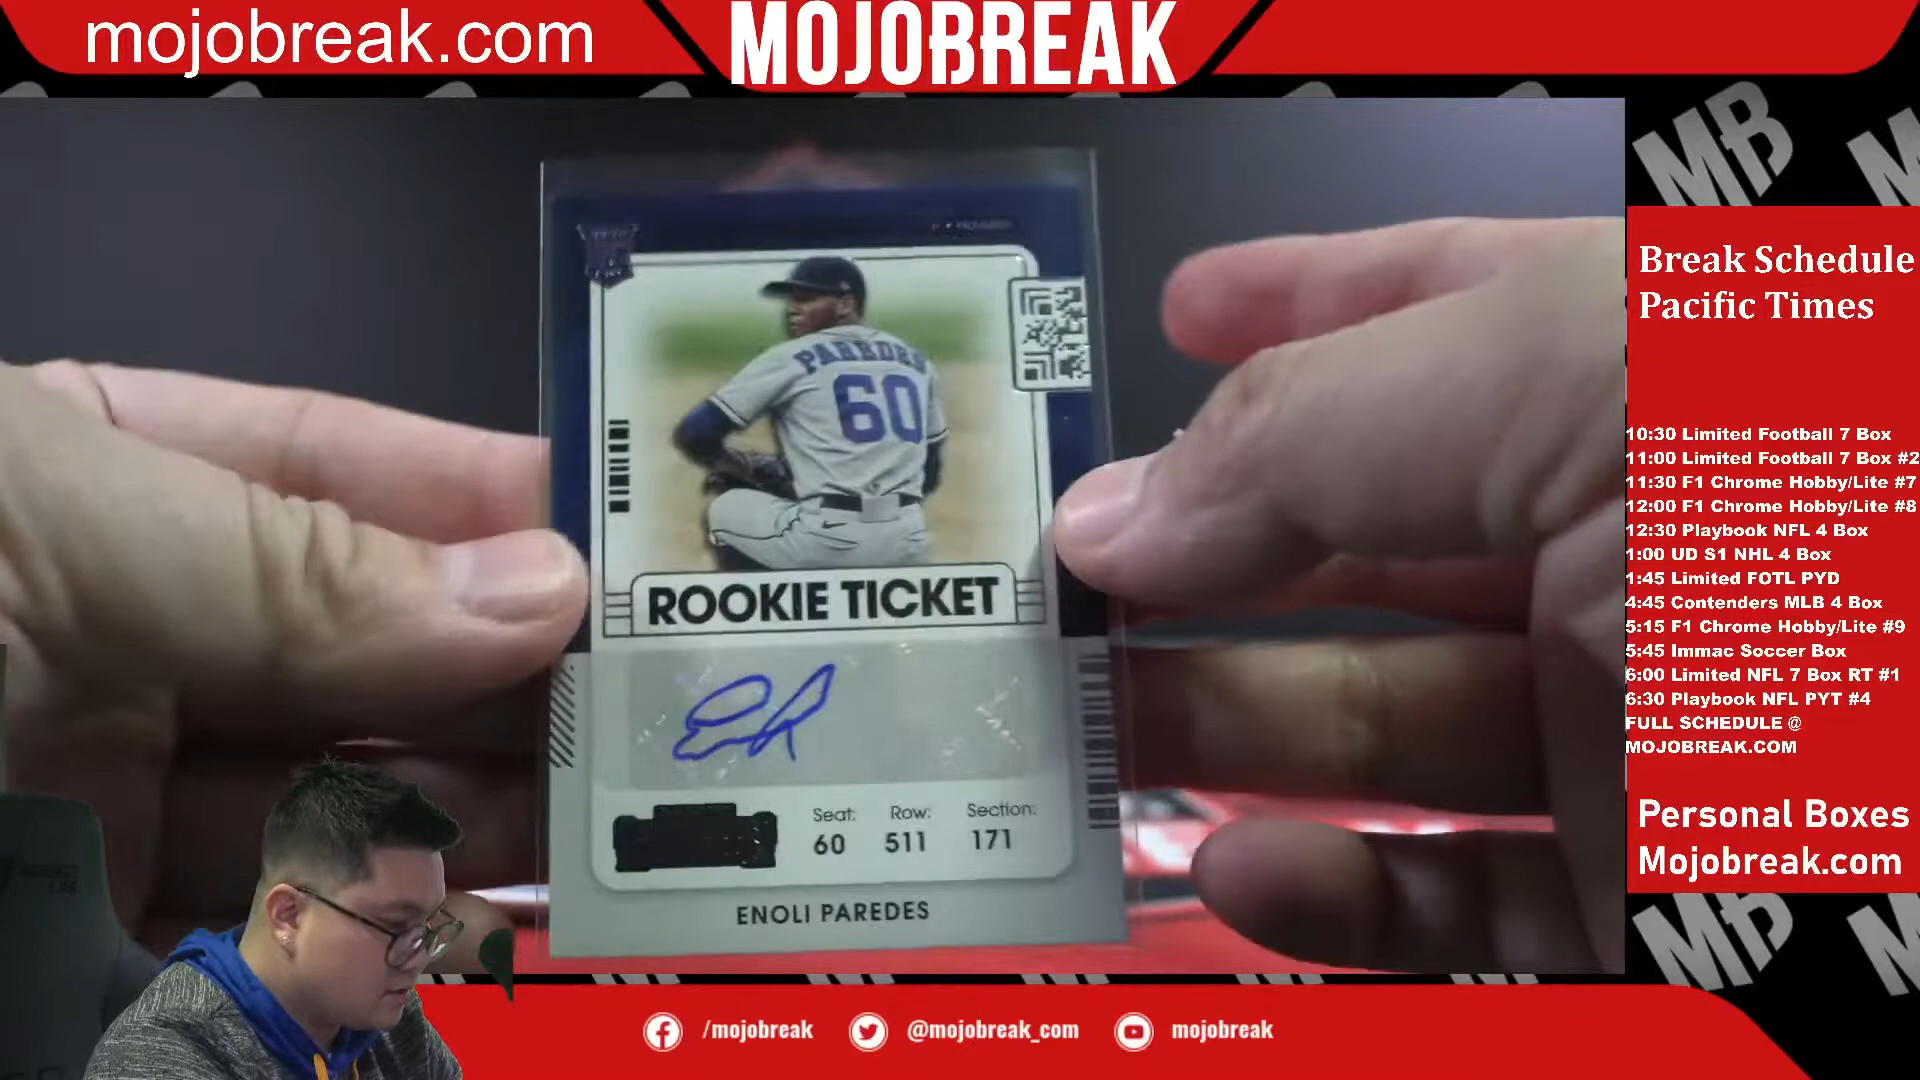 mojobreak.com
MOJOBREAK
MB
PAREDES
60
ROOKIE TICKET
Seat: Row: Section:
60 511 171
ENOLI PAREDES
Break Schedule
Pacific Times
10:30 Limited Football 7 Box
11:00 Limited Football 7 Box #2
11:30 F1 Chrome Hobby/Lite #7
12:00 F1 Chrome Hobby/Lite #8
12:30 Playbook NFL 4 Box
1:00 UD S1 NHL 4 Box
1:45 Limited FOTL PYD
4:45 Contenders MLB 4 Box
5:15 F1 Chrome Hobby/Lite #9
5:45 Immac Soccer Box
6:00 Limited NFL 7 Box RT #1
6:30 Playbook NFL PYT #4
FULL SCHEDULE @
MOJOBREAK.COM
Personal Boxes
Mojobreak.com
MB
/mojobreak @mojobreak_com mojobreak